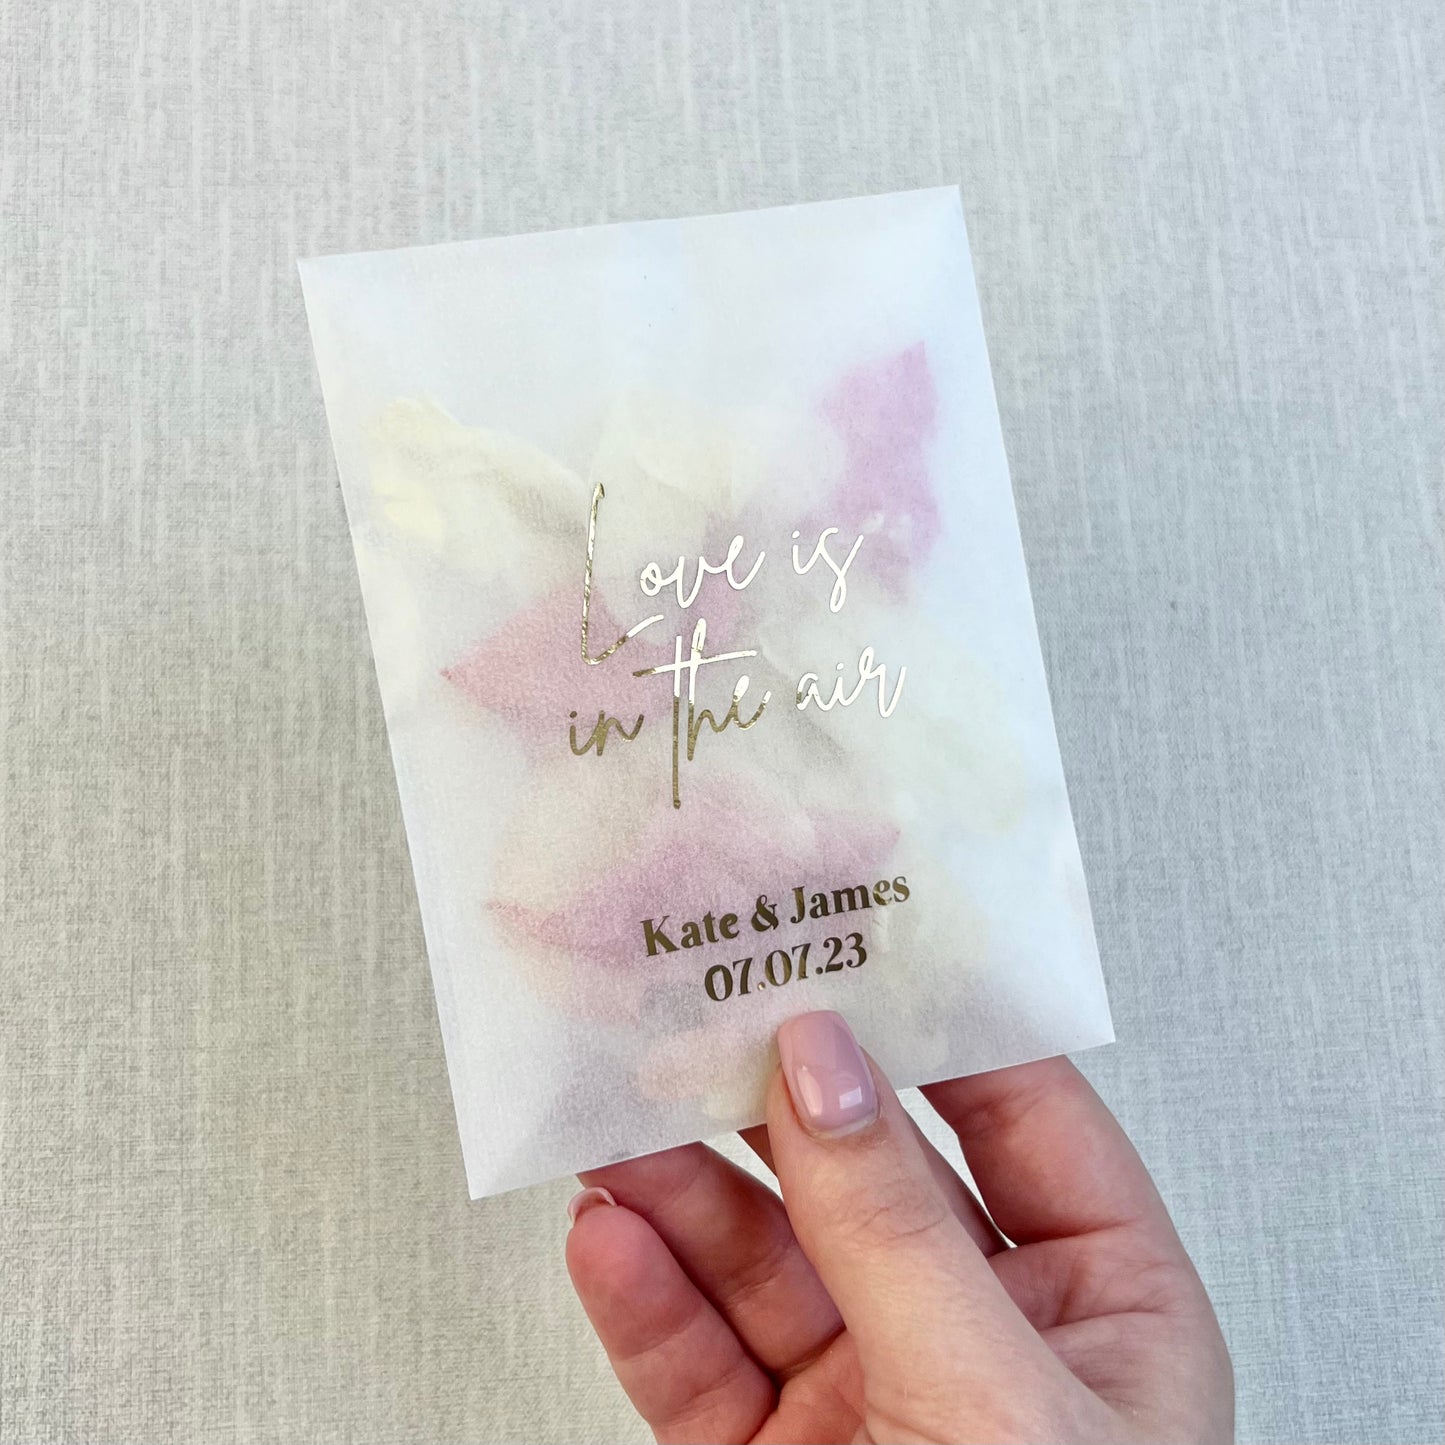 Love is
in the air
Kate & James
07.07.23